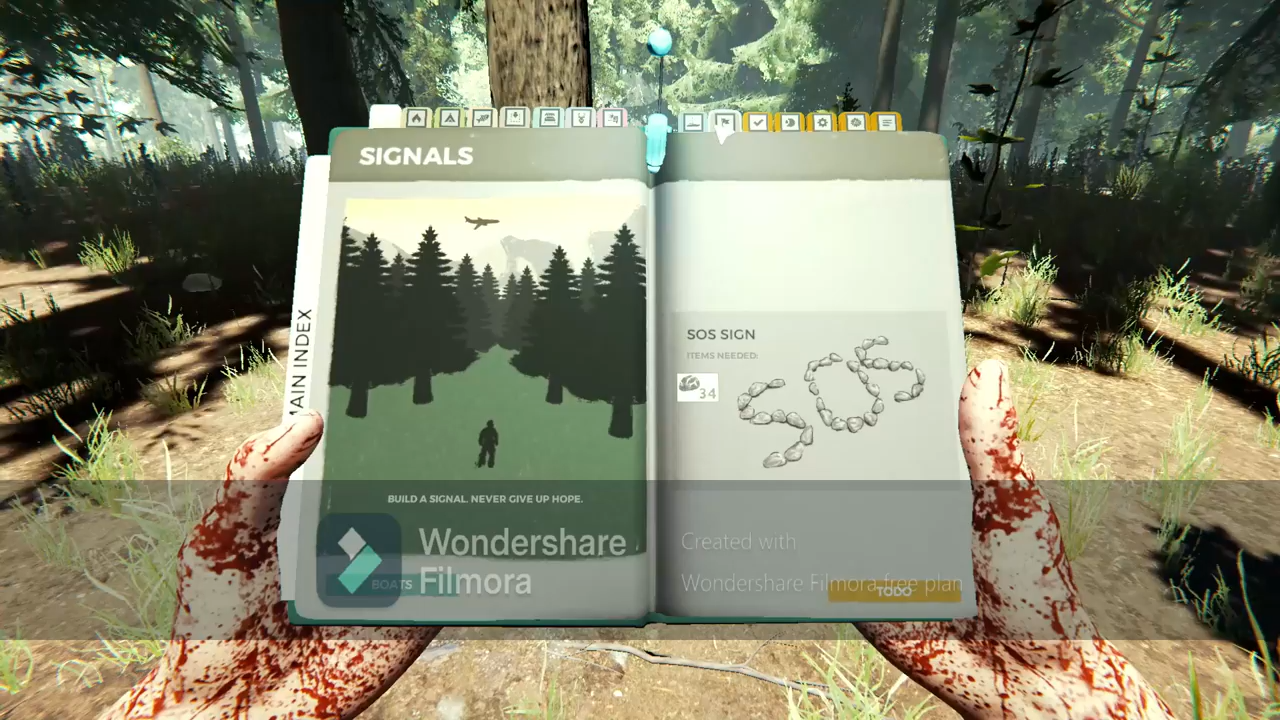 SIGNALS
MAIN INDEX
BUILD A SIGNAL. NEVER GIVE UP HOPE.
BOATS
SOS SIGN
ITEMS NEEDED:
34
TODO
Wondershare
Filmora
Created with
Wondershare Filmora free plan